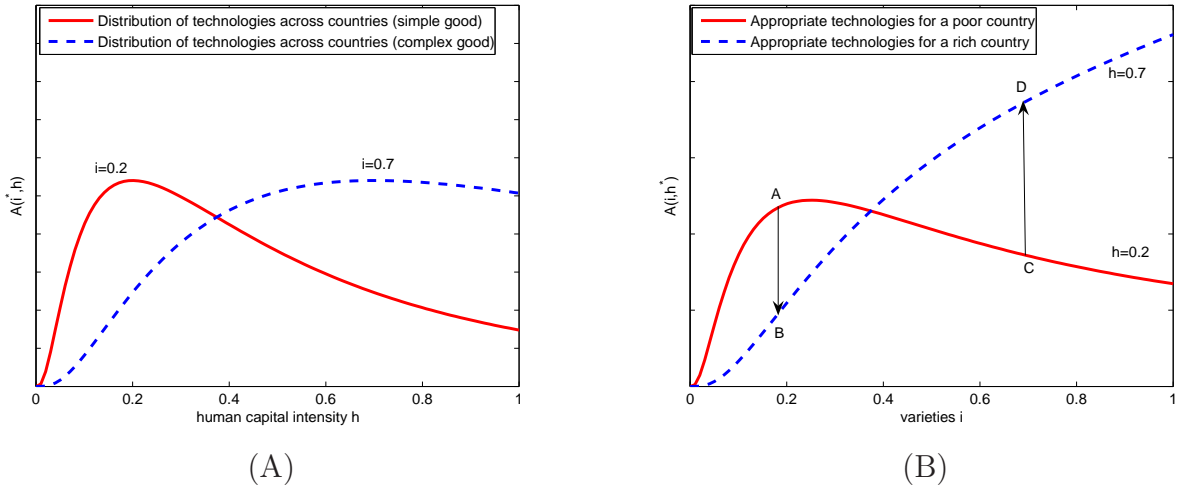 Distribution of technologies across countries (simple good)
Distribution of technologies across countries (complex good)
i=0.2
i=0.7
A(i*,h)
0 0.2 0.4 0.6 0.8 1
human capital intensity h
(A)
Appropriate technologies for a poor country
Appropriate technologies for a rich country
h=0.7
D
A
h=0.2
C
B
A(i,h*)
0 0.2 0.4 0.6 0.8 1
varieties i
(B)